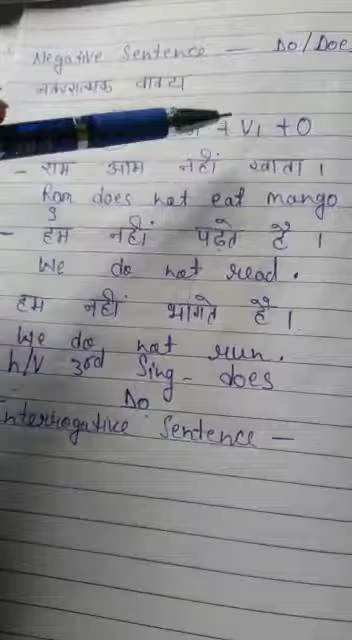 Negative Sentence — Do/Doe
नकारात्मक वाक्य
+ V1 + O
- राम आम नहीं खाता ।
Ram does not eat mango
S
- हम नहीं पढ़ते है ।
We do not read.
हम नहीं भागते है ।
We do not run.
h/V 3rd Sing - does
Do
Interrogative Sentence —